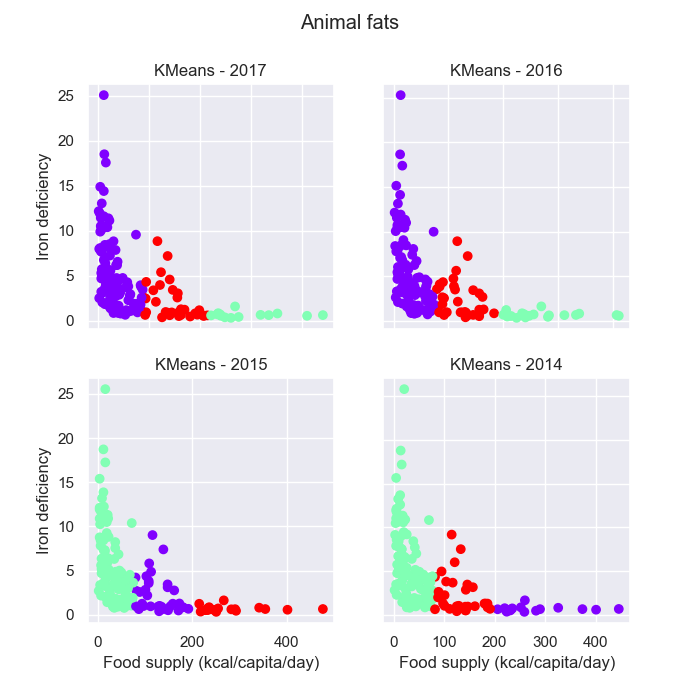 Animal fats
KMeans - 2017
KMeans - 2016
25
20
15
10
5
0
Iron deficiency
KMeans - 2015
KMeans - 2014
25
20
15
10
5
0
Iron deficiency
0 200 400
0 100 200 300 400
Food supply (kcal/capita/day)
Food supply (kcal/capita/day)